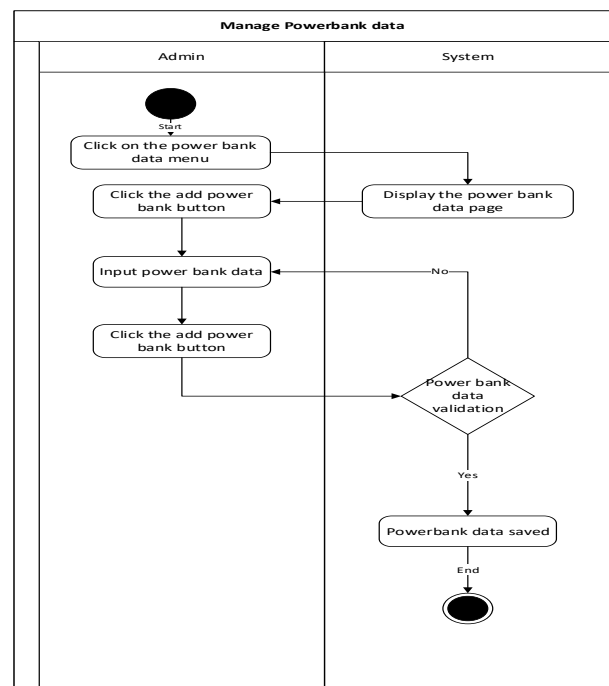 Manage Powerbank data
Admin
System
Start
Click on the power bank
data menu
Display the power bank
data page
Click the add power
bank button
Input power bank data
No
Click the add power
bank button
Power bank
data
validation
Yes
Powerbank data saved
End